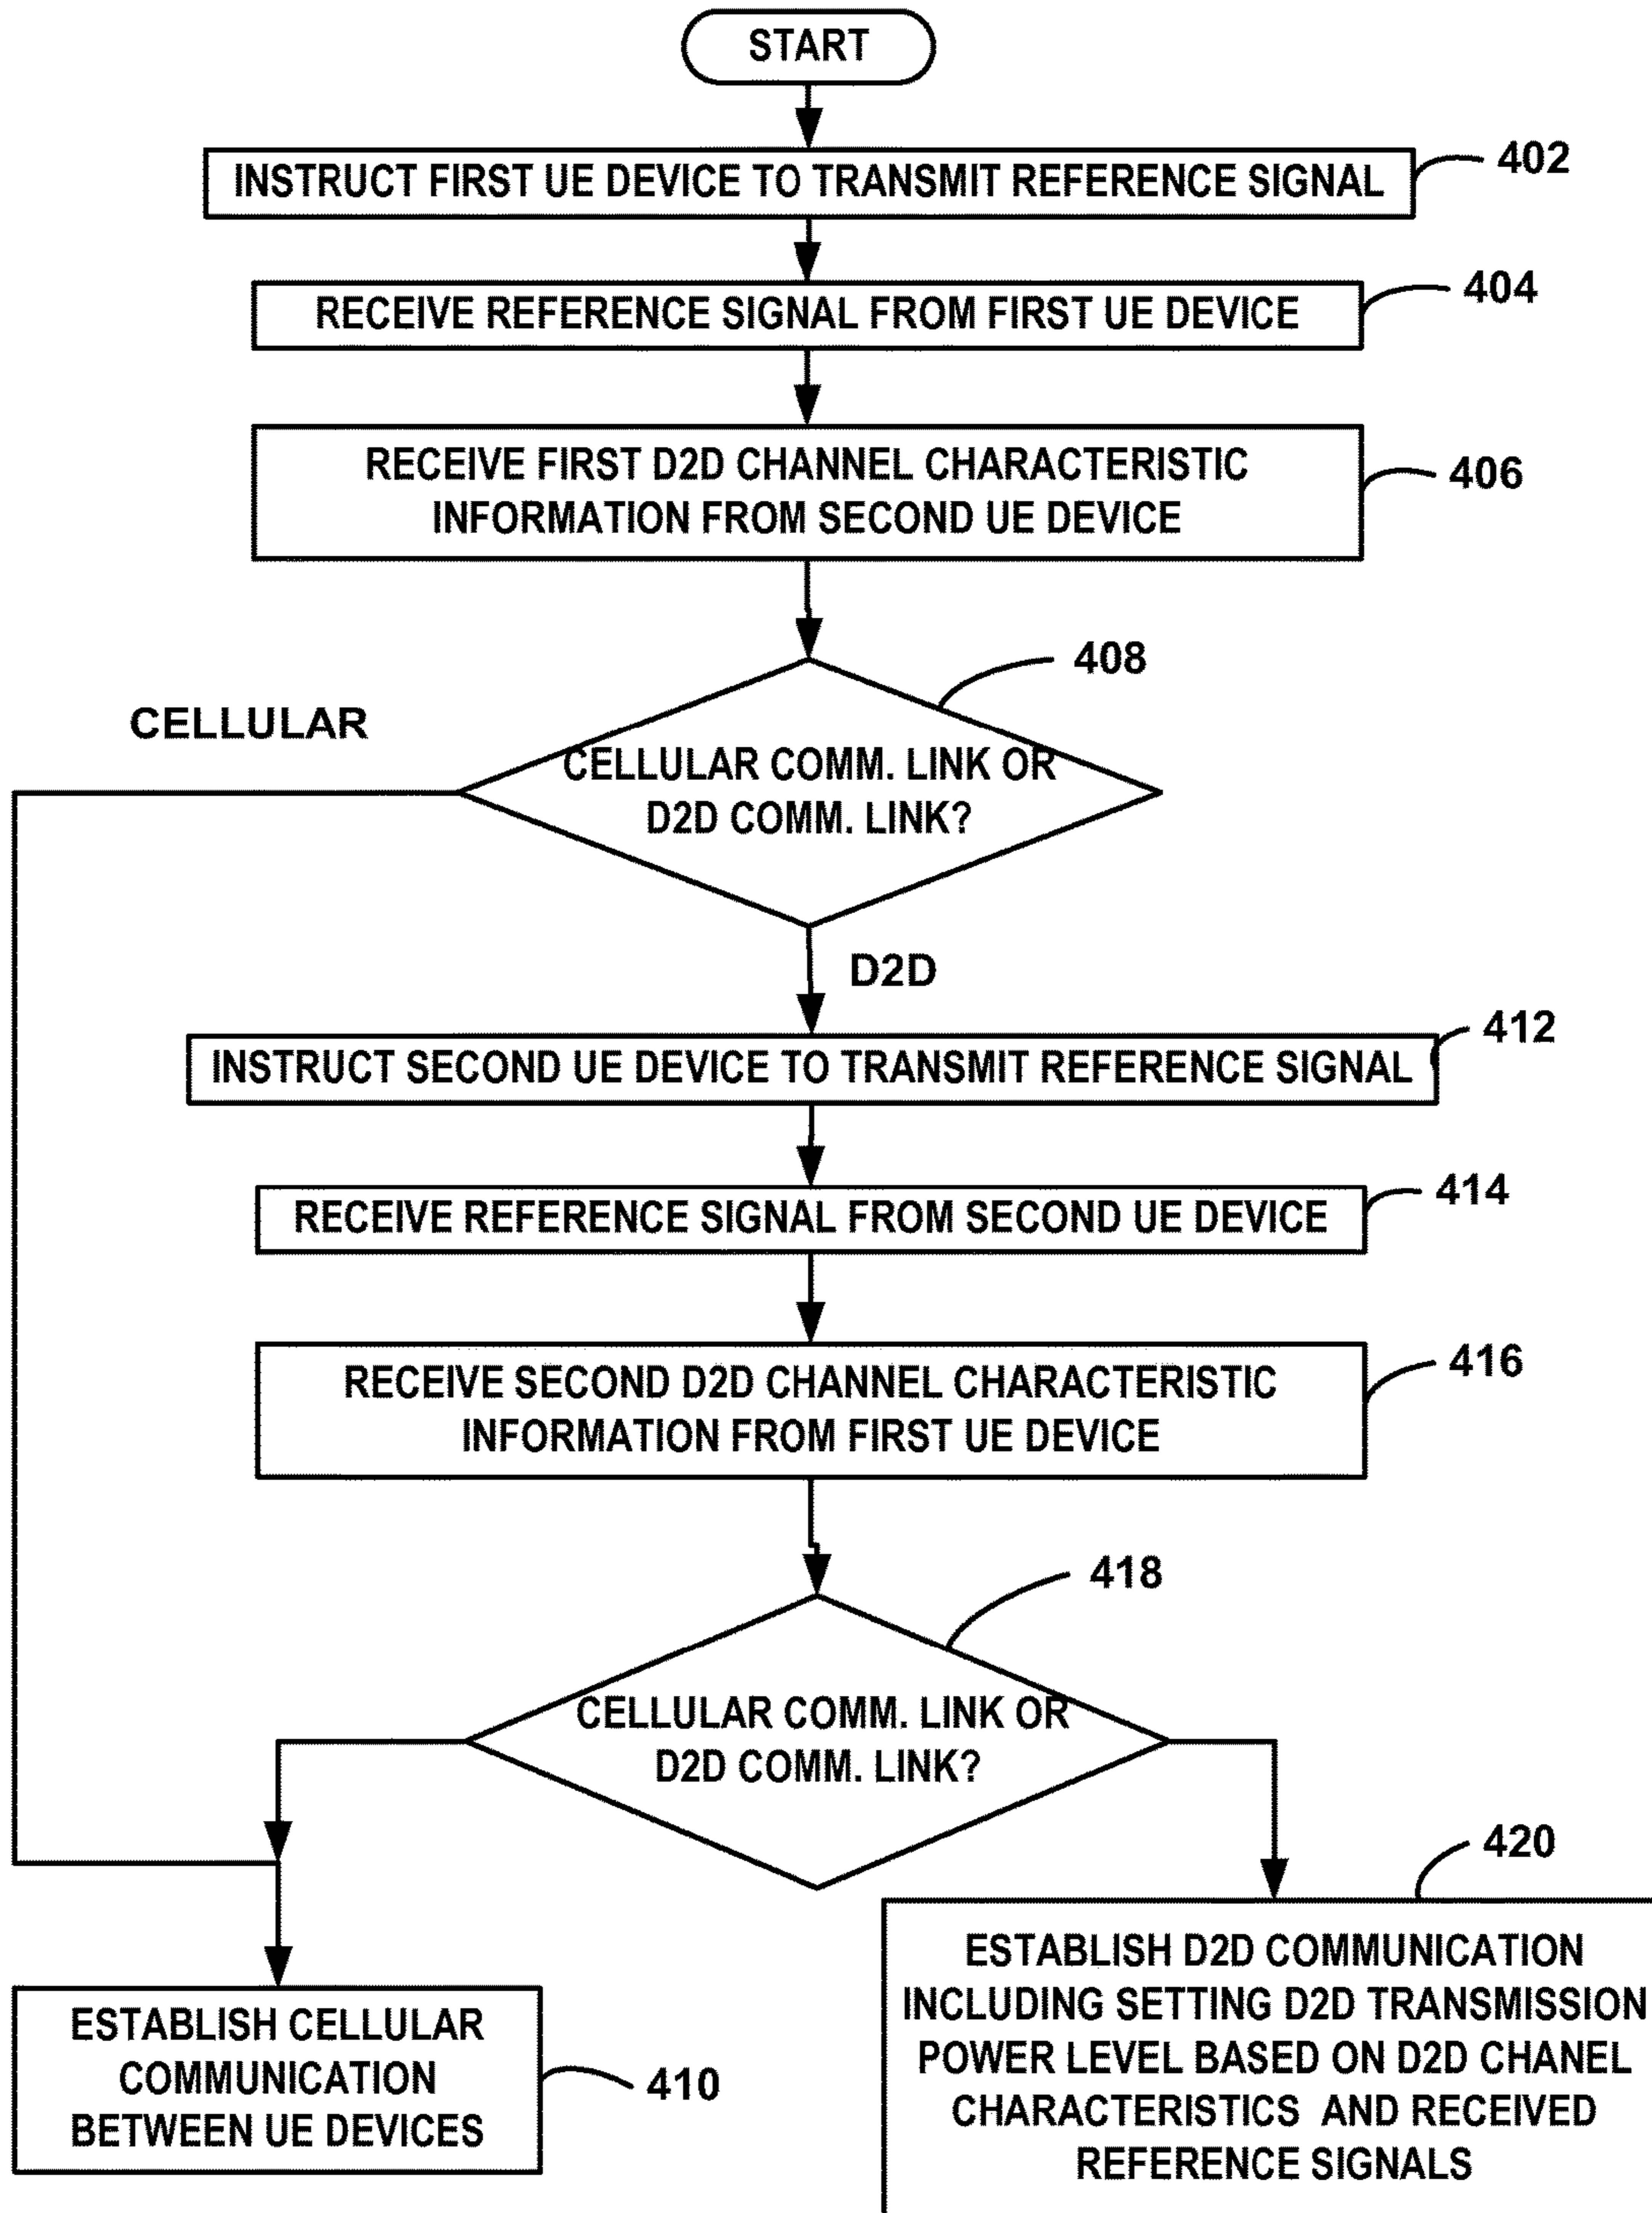 START
INSTRUCT FIRST UE DEVICE TO TRANSMIT REFERENCE SIGNAL
402
RECEIVE REFERENCE SIGNAL FROM FIRST UE DEVICE
404
RECEIVE FIRST D2D CHANNEL CHARACTERISTIC
INFORMATION FROM SECOND UE DEVICE
406
408
CELLULAR
CELLULAR COMM. LINK OR
D2D COMM. LINK?
D2D
INSTRUCT SECOND UE DEVICE TO TRANSMIT REFERENCE SIGNAL
412
RECEIVE REFERENCE SIGNAL FROM SECOND UE DEVICE
414
RECEIVE SECOND D2D CHANNEL CHARACTERISTIC
INFORMATION FROM FIRST UE DEVICE
416
418
CELLULAR COMM. LINK OR
D2D COMM. LINK?
420
ESTABLISH CELLULAR
COMMUNICATION
BETWEEN UE DEVICES
410
ESTABLISH D2D COMMUNICATION
INCLUDING SETTING D2D TRANSMISSION
POWER LEVEL BASED ON D2D CHANEL
CHARACTERISTICS AND RECEIVED
REFERENCE SIGNALS